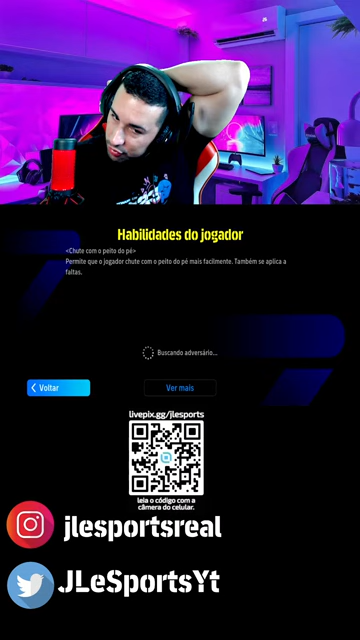 Habilidades do jogador
<Chute com o peito do pé>
Permite que o jogador chute com o peito do pé mais facilmente. Também se aplica a
faltas.
Buscando adversário...
Voltar
Ver mais
livepix.gg/jlesports
leia o código com a
câmera do celular.
jlesportsreal
JLeSportsYt